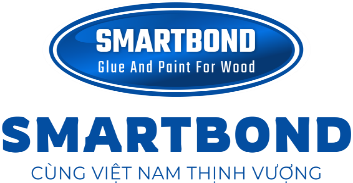 SMARTBOND
Glue And Paint For Wood
SMARTBOND
CÙNG VIỆT NAM THỊNH VƯỢNG